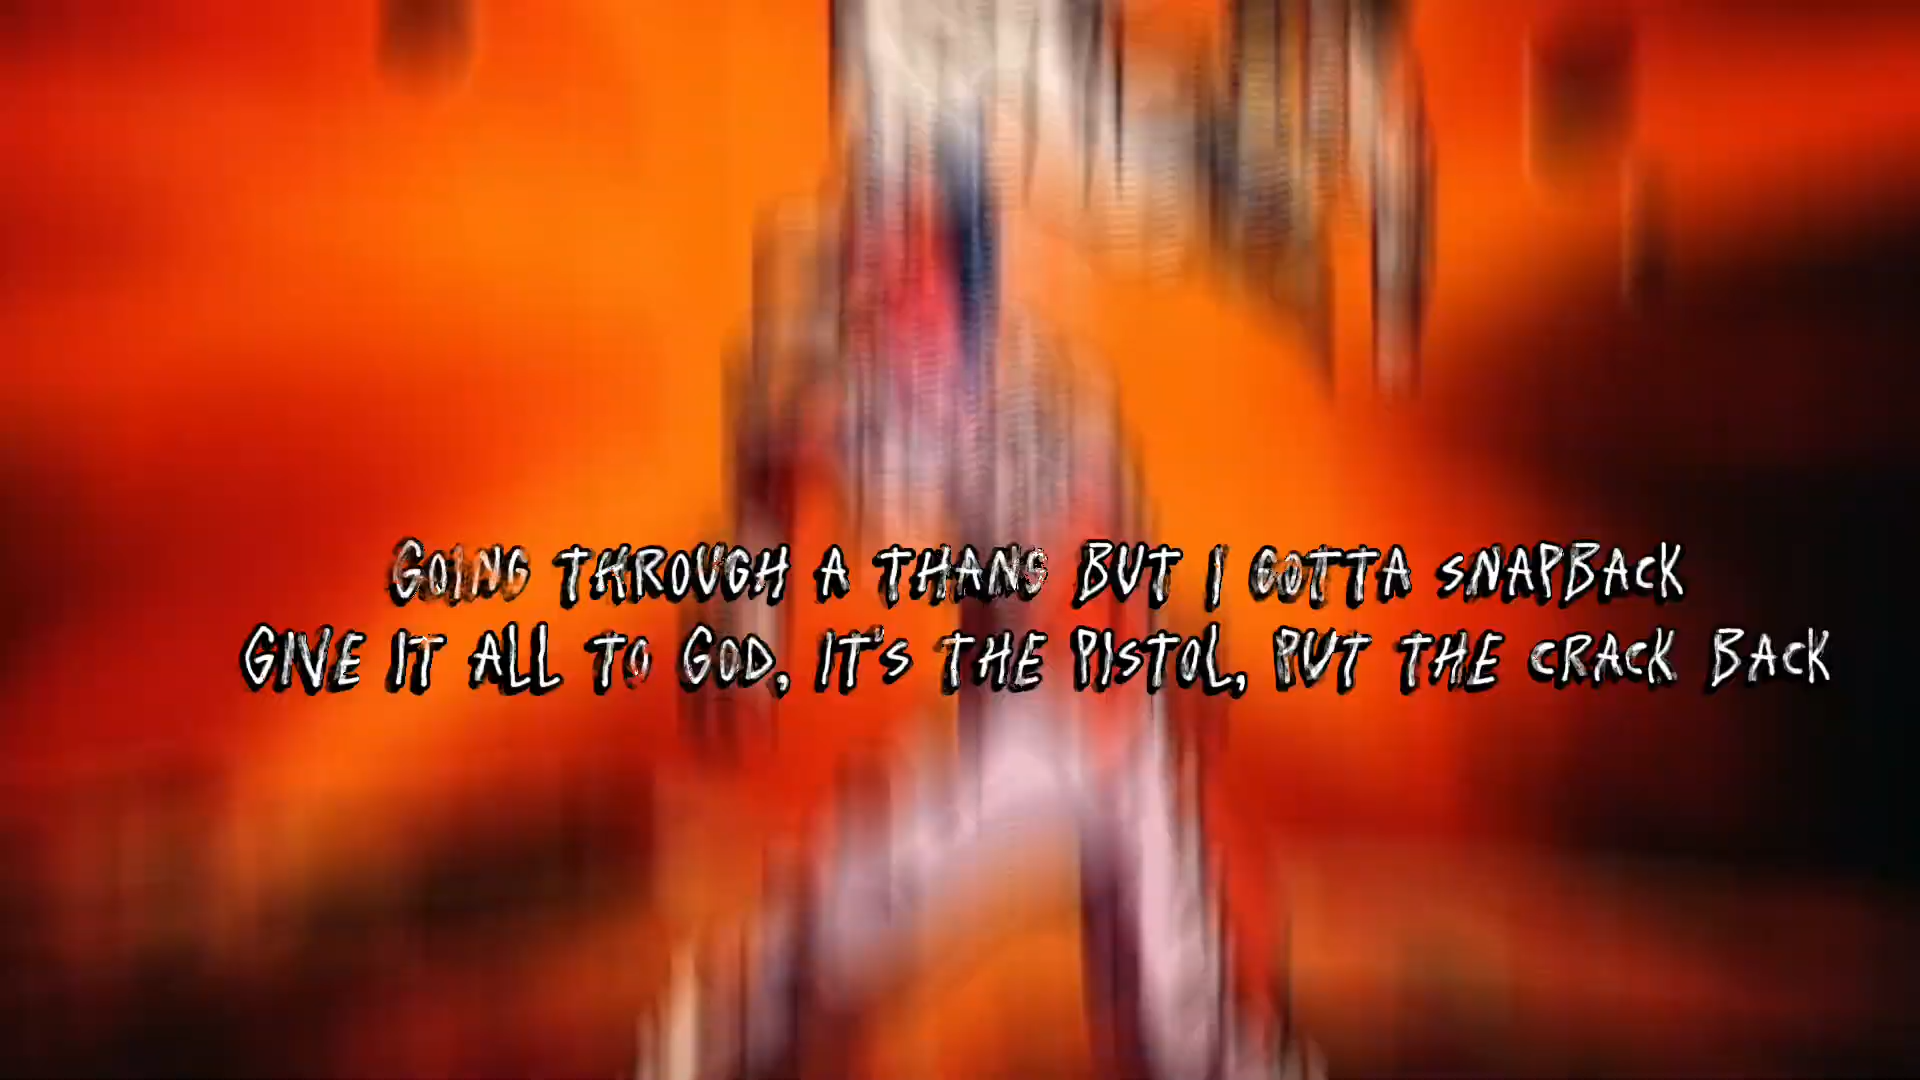 GOING THROUGH A THANG BUT I GOTTA SNAPBACK
GIVE IT ALL TO GOD, IT'S THE PISTOL, PUT THE CRACK BACK